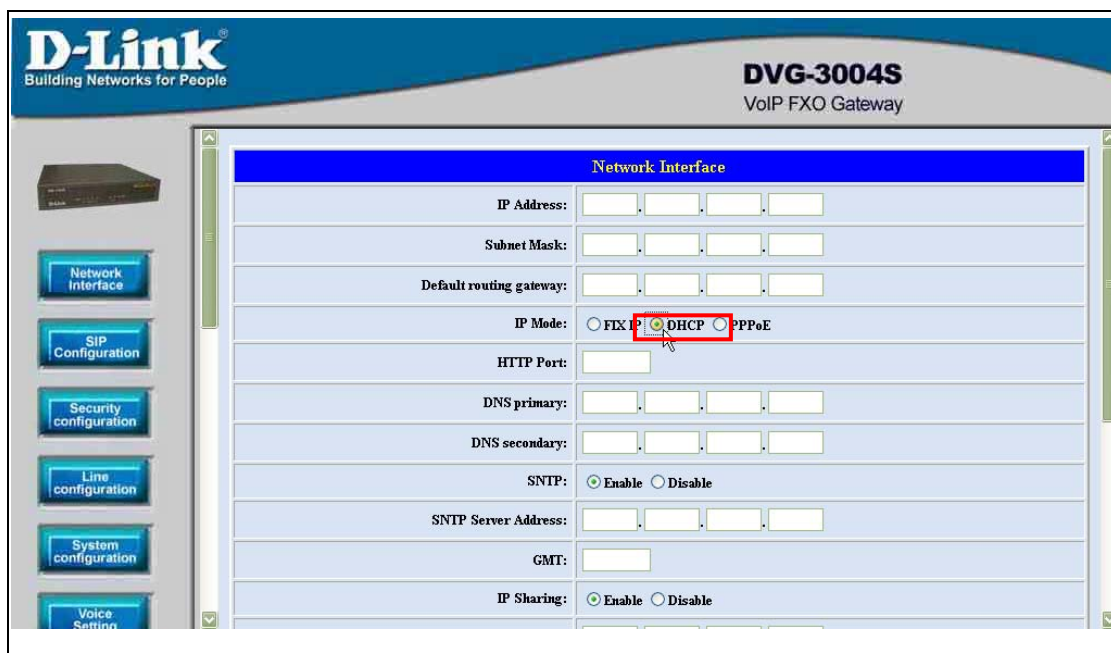 D-Link®
Building Networks for People
DVG-3004S
VoIP FXO Gateway
Network Interface
SIP Configuration
Security configuration
Line configuration
System configuration
Voice Setting
Network Interface
IP Address: . . .
Subnet Mask: . . .
Default routing gateway: . . .
IP Mode: FIX IP DHCP PPPoE
HTTP Port:
DNS primary: . . .
DNS secondary: . . .
SNTP: Enable Disable
SNTP Server Address: . . .
GMT:
IP Sharing: Enable Disable